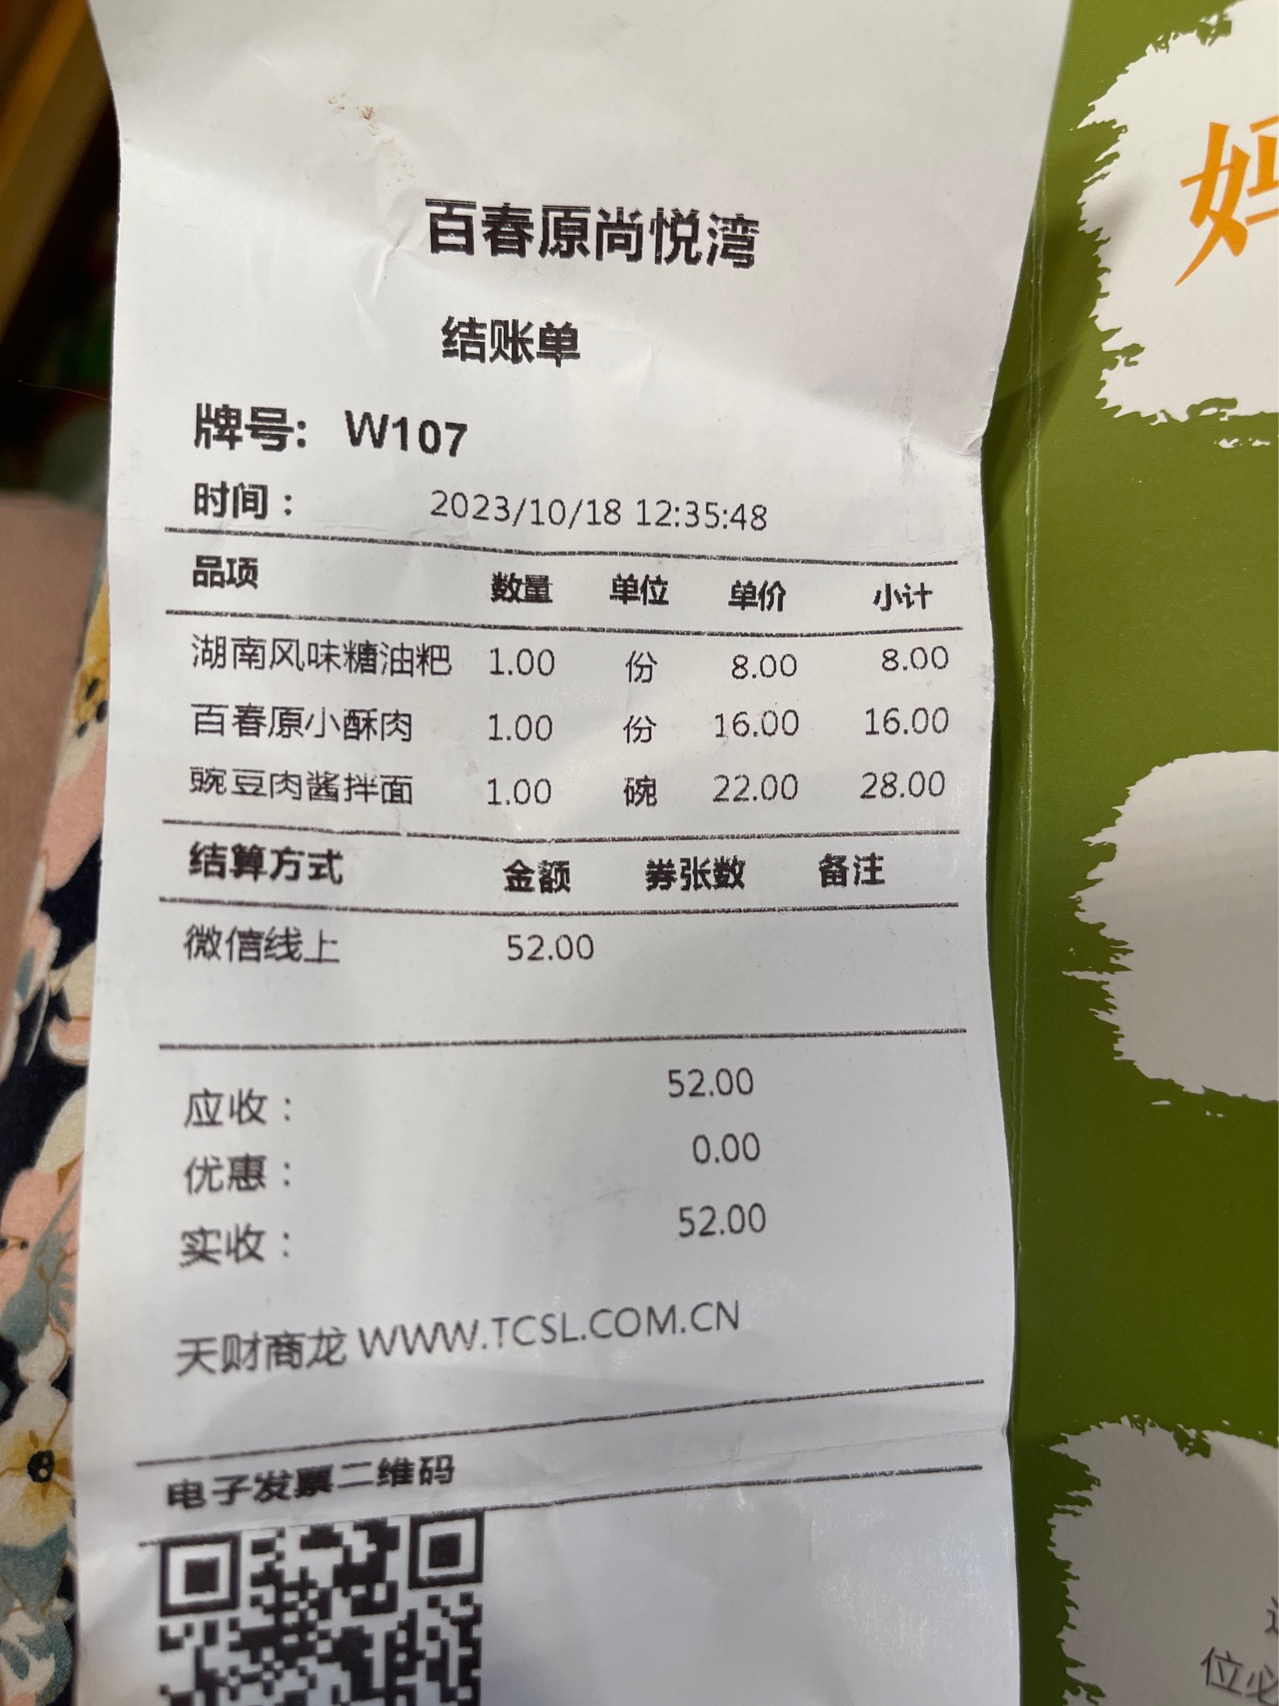 百春原尚悦湾
结账单
牌号: W107
时间： 2023/10/18 12:35:48
品项 数量 单位 单价 小计
湖南风味糖油粑 1.00 份 8.00 8.00
百春原小酥肉 1.00 份 16.00 16.00
豌豆肉酱拌面 1.00 碗 22.00 28.00
结算方式 金额 券张数 备注
微信线上 52.00
应收： 52.00
优惠： 0.00
实收： 52.00
天财商龙 WWW.TCSL.COM.CN
电子发票二维码
妈
位必